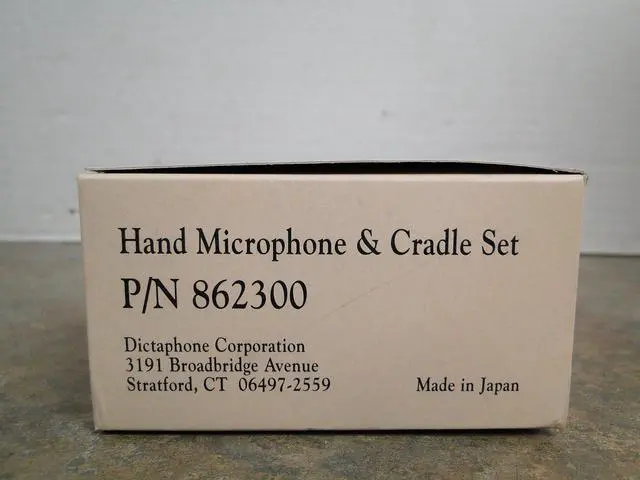 Hand Microphone & Cradle Set
P/N 862300
Dictaphone Corporation
3191 Broadbridge Avenue
Stratford, CT 06497-2559
Made in Japan